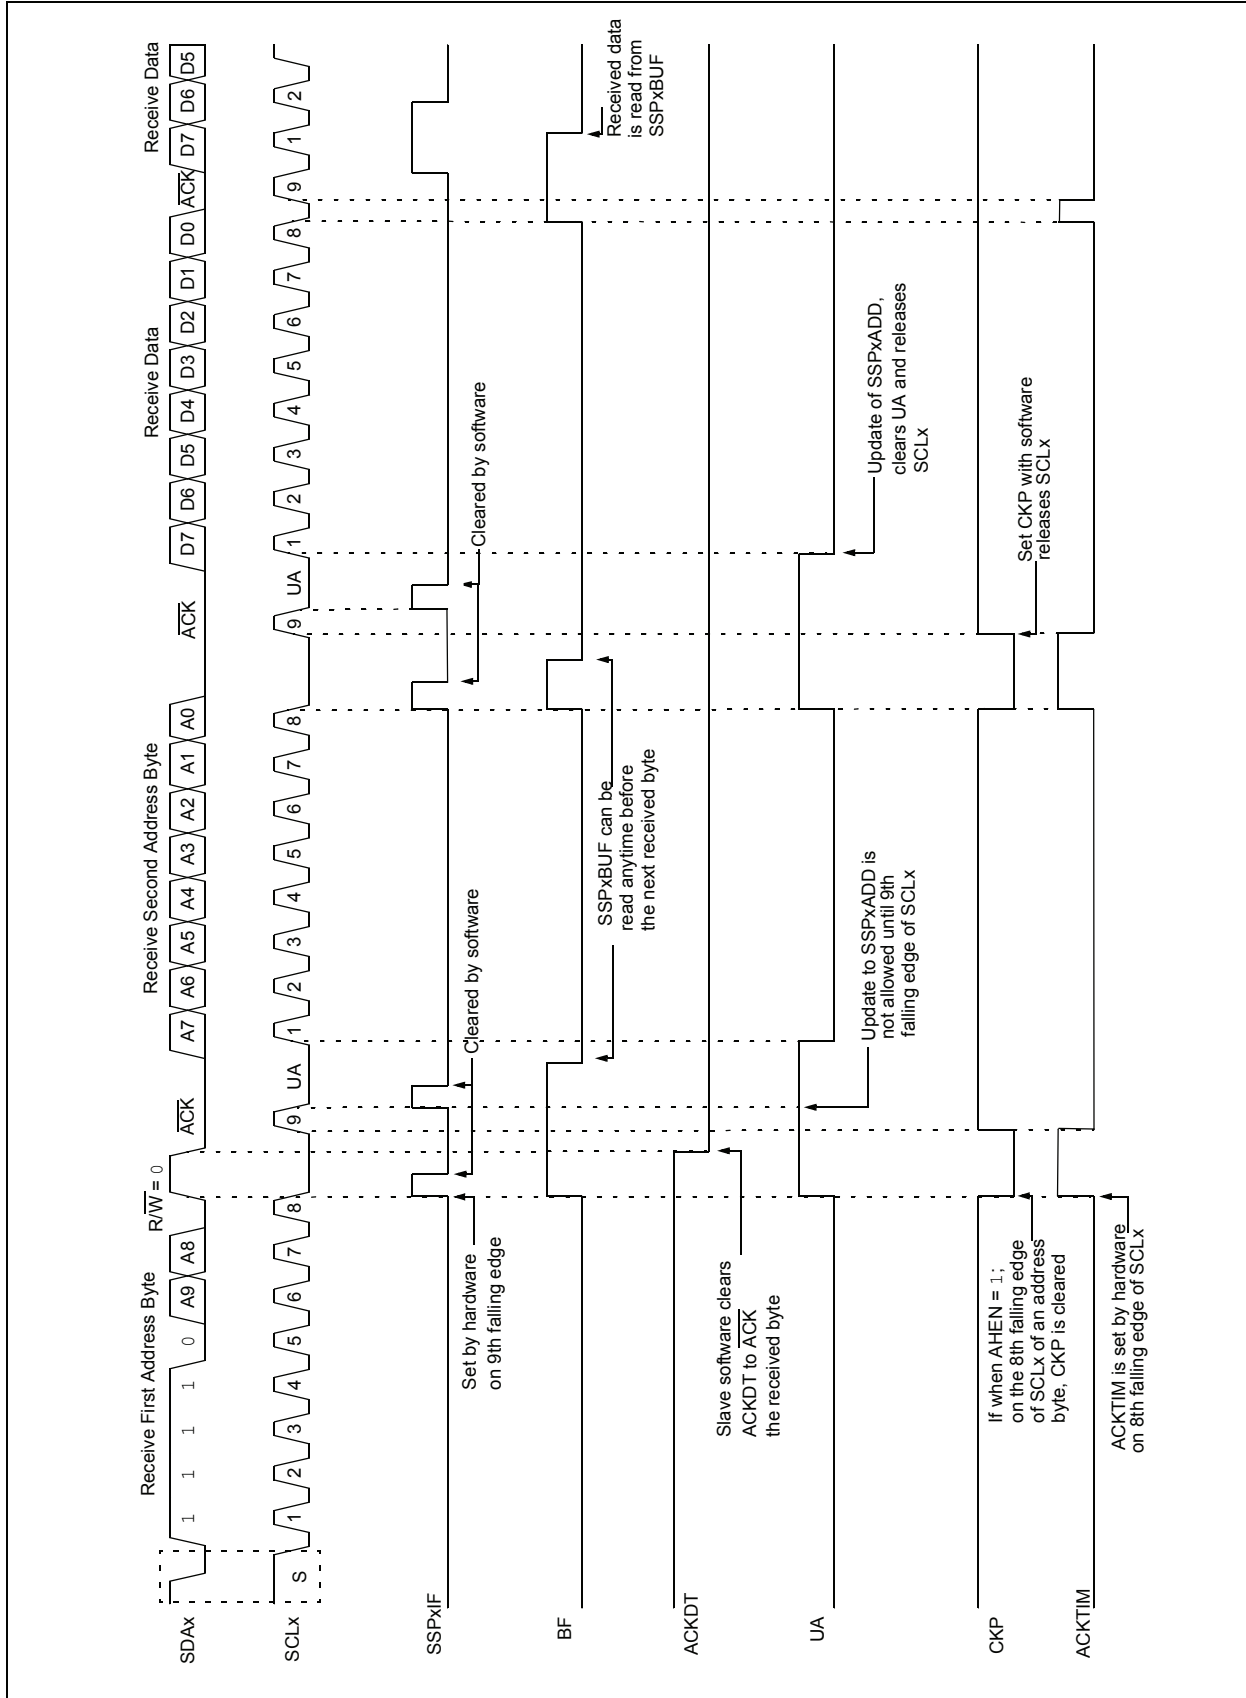 Receive First Address Byte
R/W = 0
ACK
Receive Second Address Byte
ACK
Receive Data
ACK
Receive Data
SDAx
1 1 1 1 0 A9 A8
A7 A6 A5 A4 A3 A2 A1 A0
D7 D6 D5 D4 D3 D2 D1 D0
D7 D6 D5
SCLx
S 1 2 3 4 5 6 7 8 9 UA 1 2 3 4 5 6 7 8 9 UA 1 2 3 4 5 6 7 8 9 1 2
SSPxIF
Set by hardware
on 9th falling edge
Cleared by software
Cleared by software
BF
SSPxBUF can be
read anytime before
the next received byte
Received data
is read from
SSPxBUF
ACKDT
Slave software clears
ACKDT to ACK
the received byte
UA
Update to SSPxADD is
not allowed until 9th
falling edge of SCLx
Update of SSPxADD,
clears UA and releases
SCLx
CKP
If when AHEN = 1;
on the 8th falling edge
of SCLx of an address
byte, CKP is cleared
Set CKP with software
releases SCLx
ACKTIM
ACKTIM is set by hardware
on 8th falling edge of SCLx